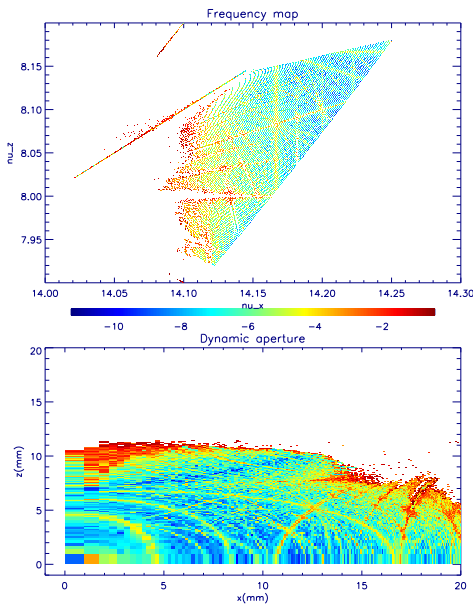 Frequency map
8.15
8.10
8.05
8.00
7.95
nu_z
14.00 14.05 14.10 14.15 14.20 14.25 14.30
nu_x
-10 -8 -6 -4 -2
Dynamic aperture
20
15
10
5
0
z(mm)
0 5 10 15 20
x(mm)